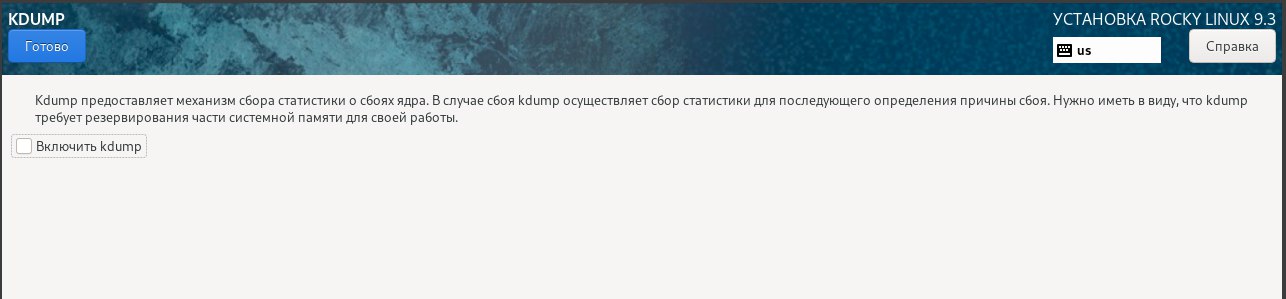 KDUMP
УСТАНОВКА ROCKY LINUX 9.3
Готово
us
Справка
Kdump предоставляет механизм сбора статистики о сбоях ядра. В случае сбоя kdump осуществляет сбор статистики для последующего определения причины сбоя. Нужно иметь в виду, что kdump
требует резервирования части системной памяти для своей работы.
Включить kdump